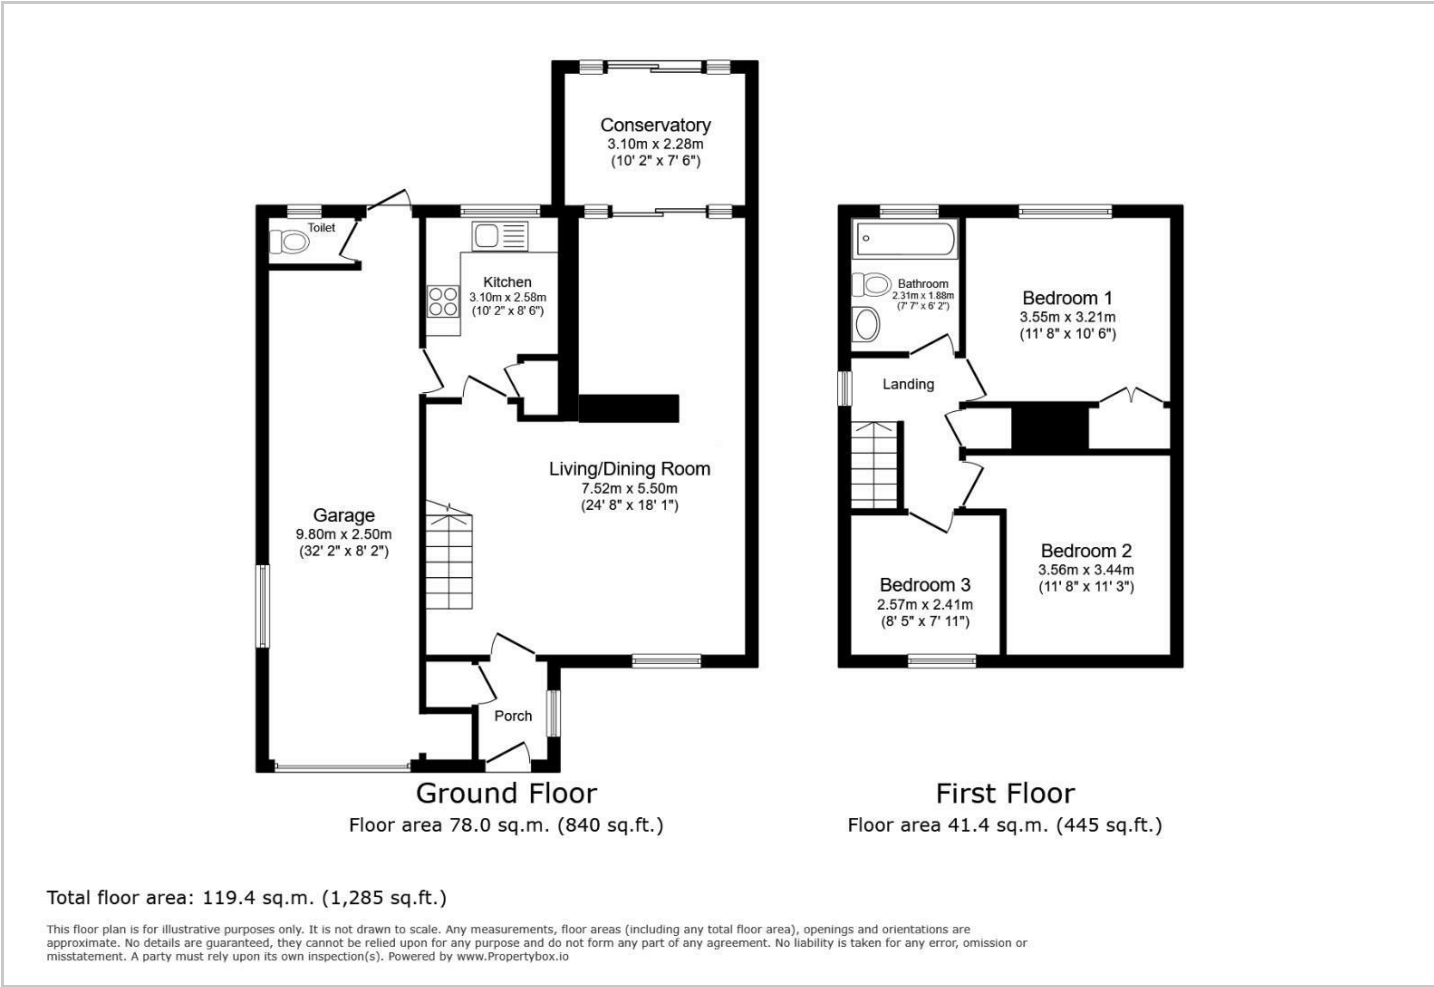 Conservatory
3.10m x 2.28m
(10' 2" x 7' 6")
Toilet
Kitchen
3.10m x 2.58m
(10' 2" x 8' 6")
Living/Dining Room
7.52m x 5.50m
(24' 8" x 18' 1")
Garage
9.80m x 2.50m
(32' 2" x 8' 2")
Porch
Ground Floor
Floor area 78.0 sq.m. (840 sq.ft.)
Bathroom
2.31m x 1.88m
(7' 7" x 6' 2")
Bedroom 1
3.55m x 3.21m
(11' 8" x 10' 6")
Landing
Bedroom 2
3.56m x 3.44m
(11' 8" x 11' 3")
Bedroom 3
2.57m x 2.41m
(8' 5" x 7' 11")
First Floor
Floor area 41.4 sq.m. (445 sq.ft.)
Total floor area: 119.4 sq.m. (1,285 sq.ft.)
This floor plan is for illustrative purposes only. It is not drawn to scale. Any measurements, floor areas (including any total floor area), openings and orientations are
approximate. No details are guaranteed, they cannot be relied upon for any purpose and do not form any part of any agreement. No liability is taken for any error, omission or
misstatement. A party must rely upon its own inspection(s). Powered by www.Propertybox.io